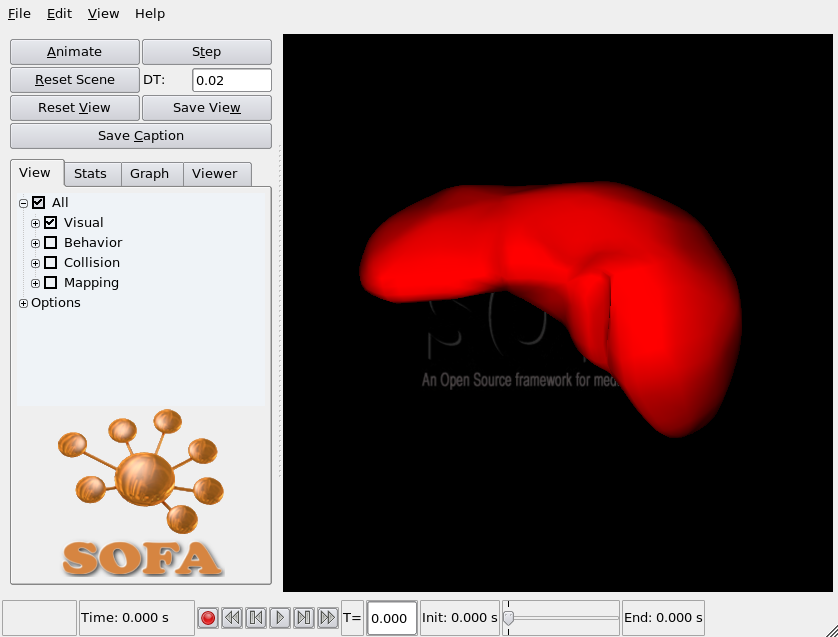 File Edit View Help
Animate Step
Reset Scene DT: 0.02
Reset View Save View
Save Caption
View Stats Graph Viewer
All
Visual
Behavior
Collision
Mapping
Options
An Open Source framework for
SOFA
Time: 0.000 s T= 0.000 Init: 0.000 s End: 0.000 s